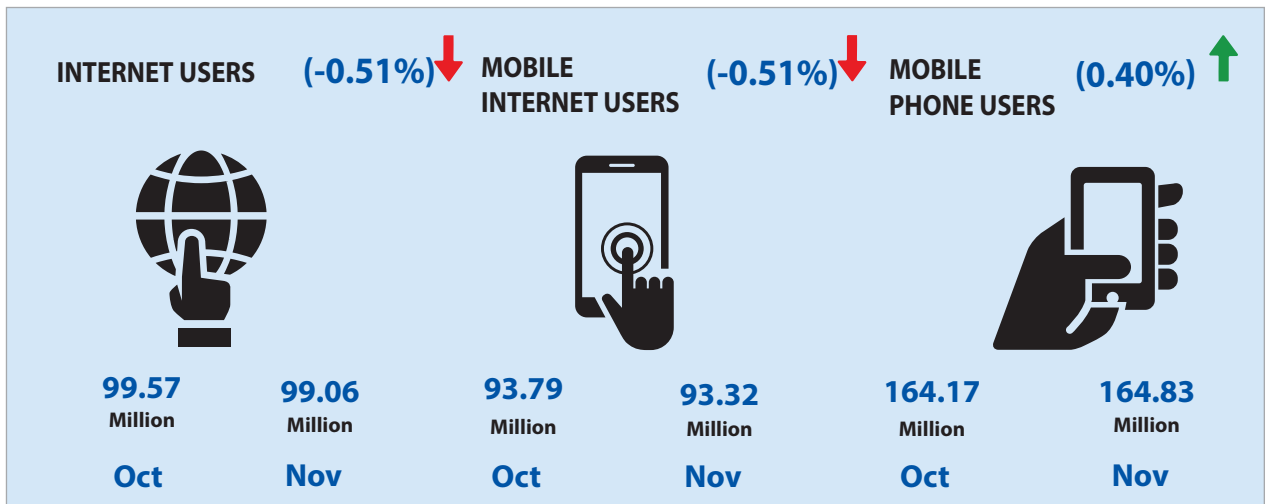 INTERNET USERS (-0.51%)
MOBILE
INTERNET USERS
(-0.51%)
MOBILE
PHONE USERS
(0.40%)
99.57
Million
Oct
99.06
Million
Nov
93.79
Million
Oct
93.32
Million
Nov
164.17
Million
Oct
164.83
Million
Nov